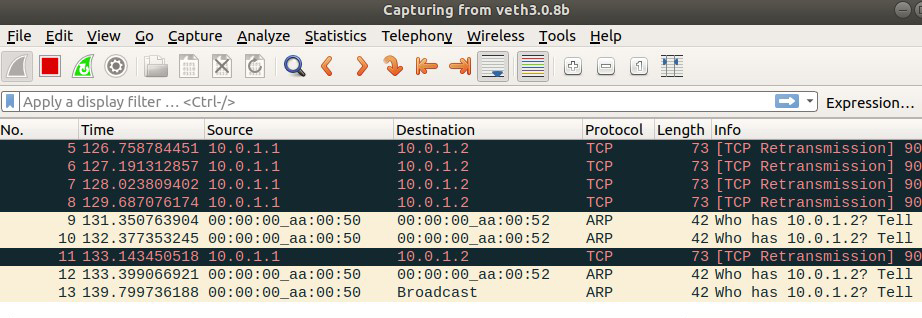 Capturing from veth3.0.8b
File Edit View Go Capture Analyze Statistics Telephony Wireless Tools Help
Apply a display filter … <Ctrl-/> Expression…
No. Time Source Destination Protocol Length Info
5 126.758784451 10.0.1.1 10.0.1.2 TCP 73 [TCP Retransmission] 90
6 127.191312857 10.0.1.1 10.0.1.2 TCP 73 [TCP Retransmission] 90
7 128.023809402 10.0.1.1 10.0.1.2 TCP 73 [TCP Retransmission] 90
8 129.687076174 10.0.1.1 10.0.1.2 TCP 73 [TCP Retransmission] 90
9 131.350763904 00:00:00_aa:00:50 00:00:00_aa:00:52 ARP 42 Who has 10.0.1.2? Tell
10 132.377353245 00:00:00_aa:00:50 00:00:00_aa:00:52 ARP 42 Who has 10.0.1.2? Tell
11 133.143450518 10.0.1.1 10.0.1.2 TCP 73 [TCP Retransmission] 90
12 133.399066921 00:00:00_aa:00:50 00:00:00_aa:00:52 ARP 42 Who has 10.0.1.2? Tell
13 139.799736188 00:00:00_aa:00:50 Broadcast ARP 42 Who has 10.0.1.2? Tell